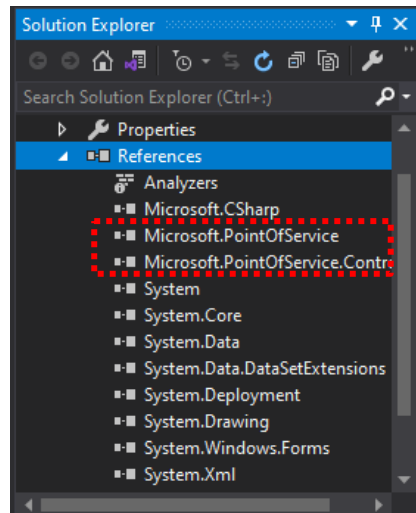 Solution Explorer
Search Solution Explorer (Ctrl+:)
Properties
References
Analyzers
Microsoft.CSharp
Microsoft.PointOfService
Microsoft.PointOfService.Contr
System
System.Core
System.Data
System.Data.DataSetExtensions
System.Deployment
System.Drawing
System.Windows.Forms
System.Xml